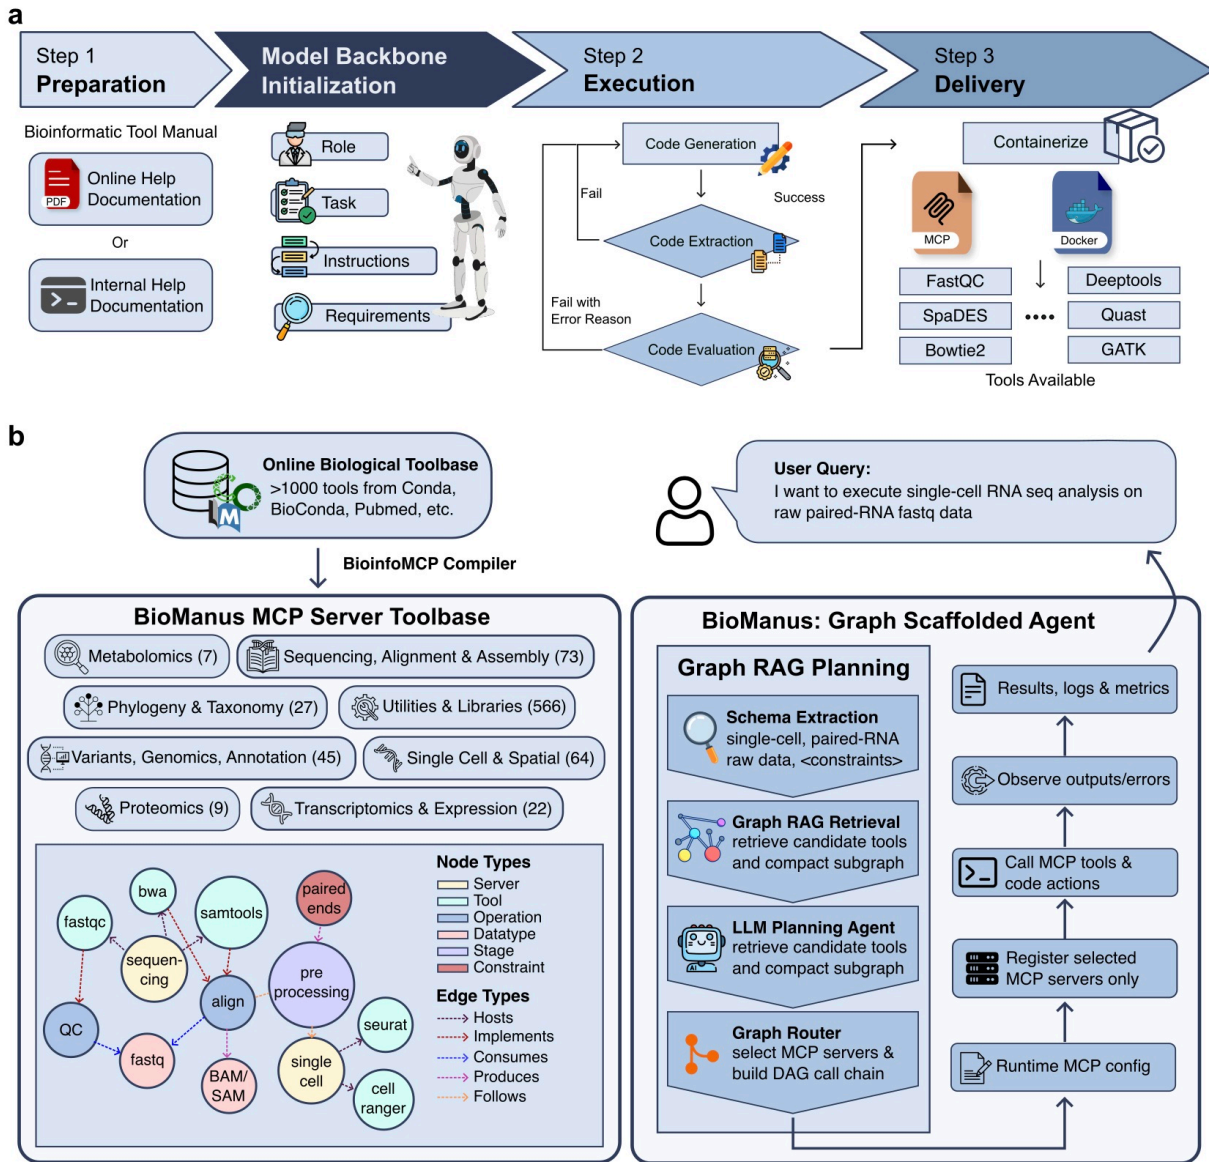 a
Step 1
Preparation
Model Backbone
Initialization
Step 2
Execution
Step 3
Delivery
Bioinformatic Tool Manual
PDF
Online Help
Documentation
Or
Internal Help
Documentation
Role
Task
Instructions
Requirements
Code Generation
Fail
Success
Code Extraction
Fail with
Error Reason
Code Evaluation
Containerize
MCP
Docker
FastQC
Deeptools
SpaDES
Quast
Bowtie2
GATK
Tools Available
b
Online Biological Toolbase
>1000 tools from Conda,
BioConda, Pubmed, etc.
M
BioinfoMCP Compiler
BioManus MCP Server Toolbase
Metabolomics (7)
Sequencing, Alignment & Assembly (73)
Phylogeny & Taxonomy (27)
Utilities & Libraries (566)
Variants, Genomics, Annotation (45)
Single Cell & Spatial (64)
Proteomics (9)
Transcriptomics & Expression (22)
bwa
fastqc
samtools
sequen-
cing
paired
ends
pre
processing
align
QC
fastq
BAM/
SAM
single
cell
seurat
cell
ranger
Node Types
Server
Tool
Operation
Datatype
Stage
Constraint
Edge Types
Hosts
Implements
Consumes
Produces
Follows
User Query:
I want to execute single-cell RNA seq analysis on
raw paired-RNA fastq data
BioManus: Graph Scaffolded Agent
Graph RAG Planning
Schema Extraction
single-cell, paired-RNA
raw data, <constraints>
Graph RAG Retrieval
retrieve candidate tools
and compact subgraph
AI
LLM Planning Agent
retrieve candidate tools
and compact subgraph
Graph Router
select MCP servers &
build DAG call chain
Results, logs & metrics
Observe outputs/errors
Call MCP tools &
code actions
Register selected
MCP servers only
Runtime MCP config